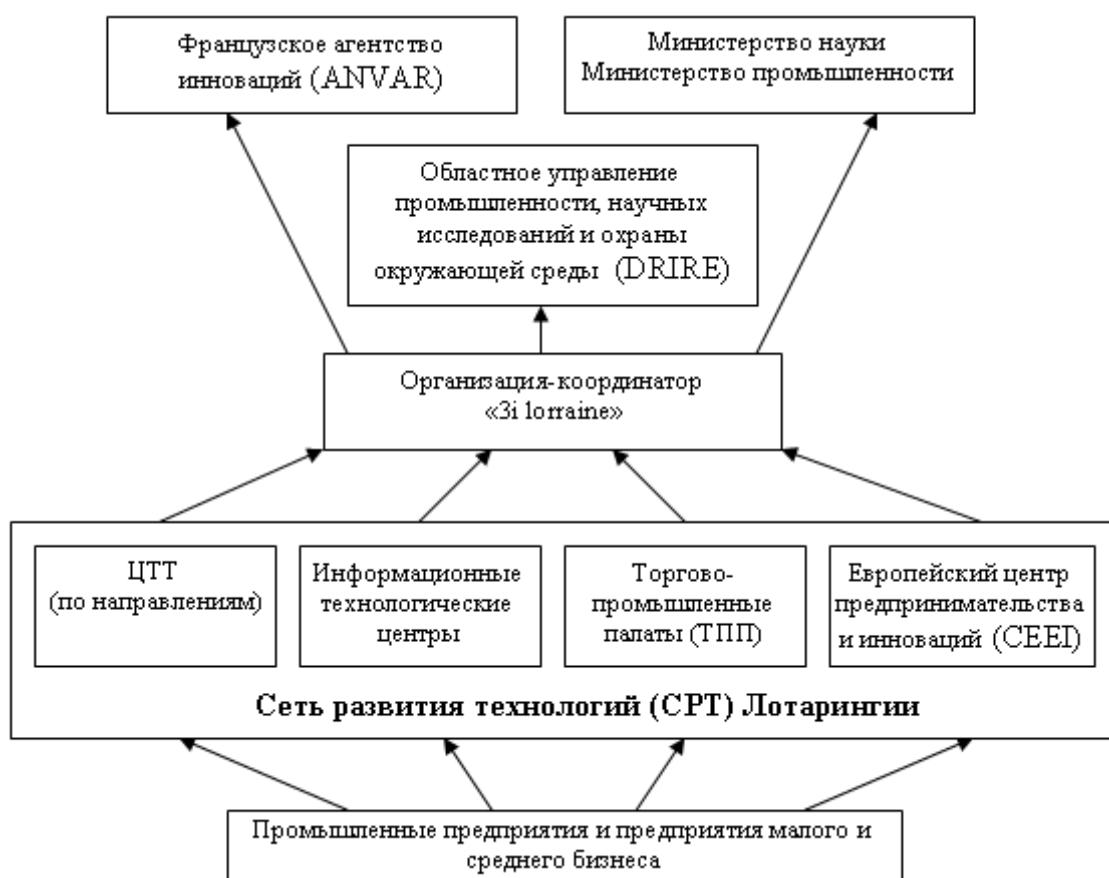 Французское агентство
инноваций (ANVAR)
Министерство науки
Министерство промышленности
Областное управление
промышленности, научных
исследований и охраны
окружающей среды (DRIRE)
Организация-координатор
«3i lorraine»
ЦТТ
(по направлениям)
Информационные
технологические
центры
Торгово-
промышленные
палаты (ТПП)
Европейский центр
предпринимательства
и инноваций (CEEI)
Сеть развития технологий (СРТ) Лотарингии
Промышленные предприятия и предприятия малого и
среднего бизнеса